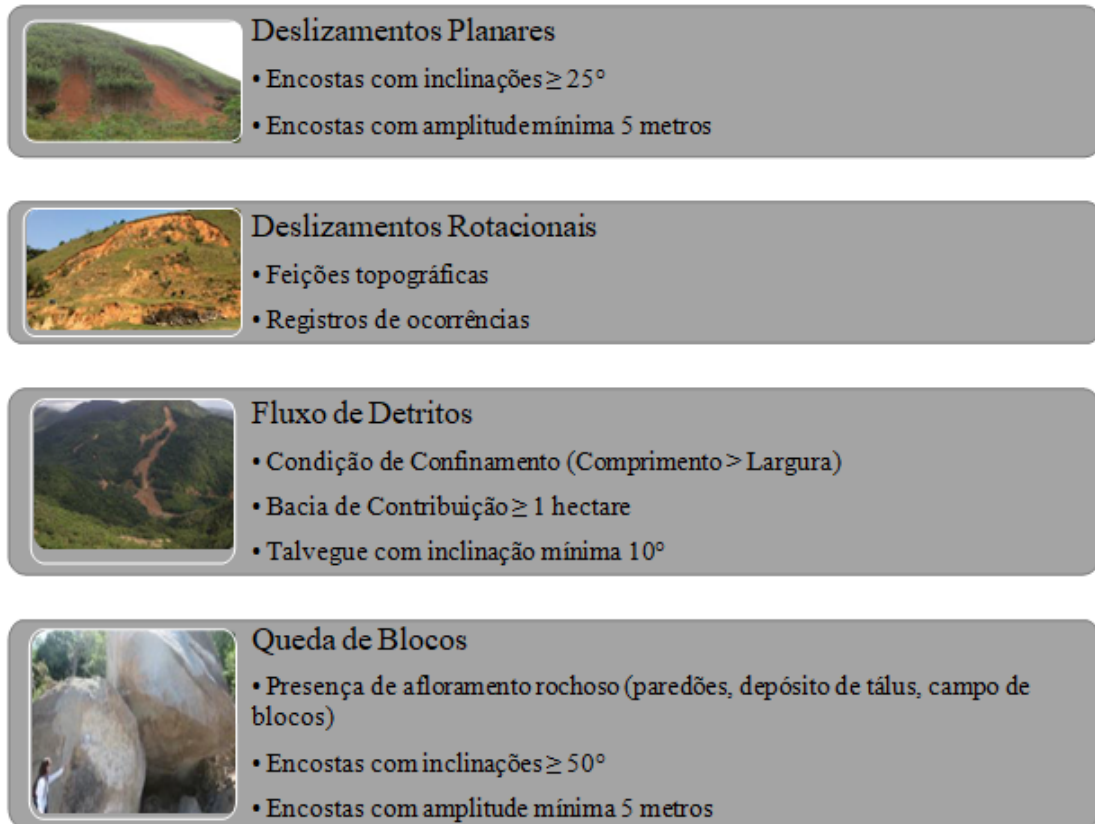 Deslizamentos Planares
• Encostas com inclinações ≥ 25°
• Encostas com amplitude mínima 5 metros
Deslizamentos Rotacionais
• Feições topográficas
• Registros de ocorrências
Fluxo de Detritos
• Condição de Confinamento (Comprimento > Largura)
• Bacia de Contribuição ≥ 1 hectare
• Talvegue com inclinação mínima 10°
Queda de Blocos
• Presença de afloramento rochoso (paredões, depósito de tálus, campo de
blocos)
• Encostas com inclinações ≥ 50°
• Encostas com amplitude mínima 5 metros